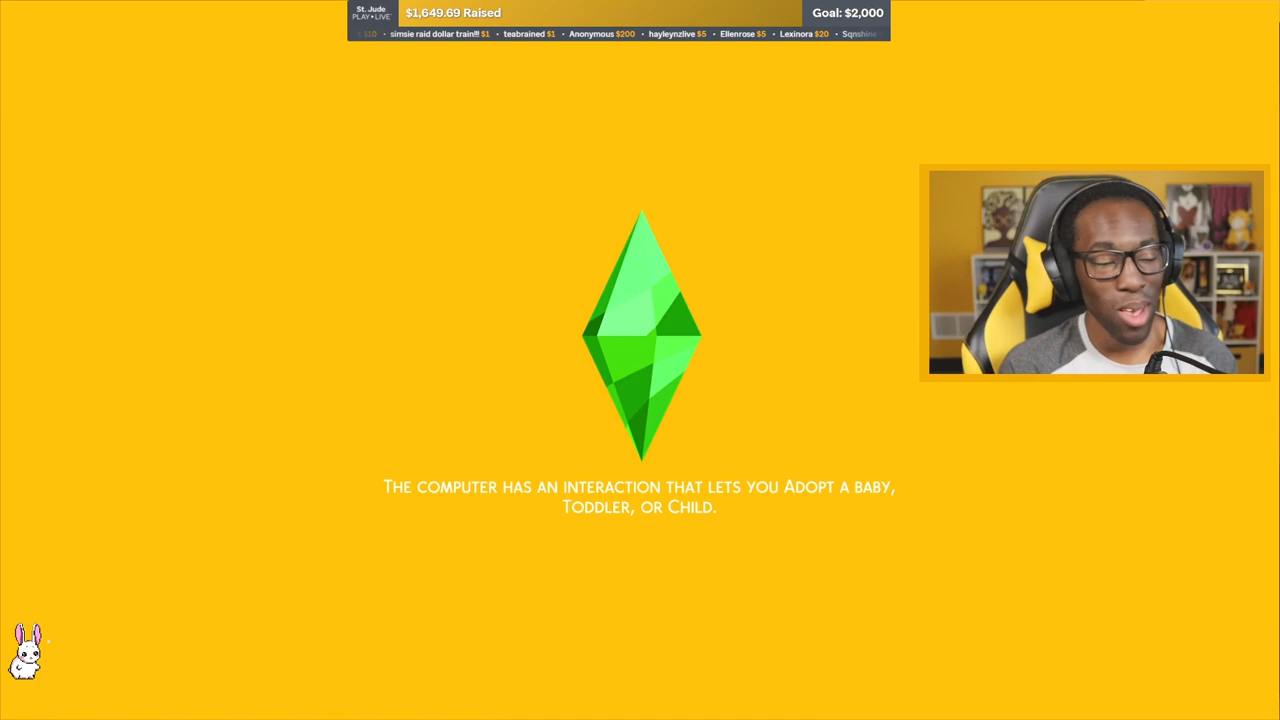 St. Jude
PLAY LIVE
$1,649.69 Raised
Goal: $2,000
$10 • simsie raid dollar train!!! $1 • teabrained $1 • Anonymous $200 • hayleynzlive $5 • Ellenrose $5 • Lexinora $20 • Sqnshine
THE COMPUTER HAS AN INTERACTION THAT LETS YOU ADOPT A BABY,
TODDLER, OR CHILD.